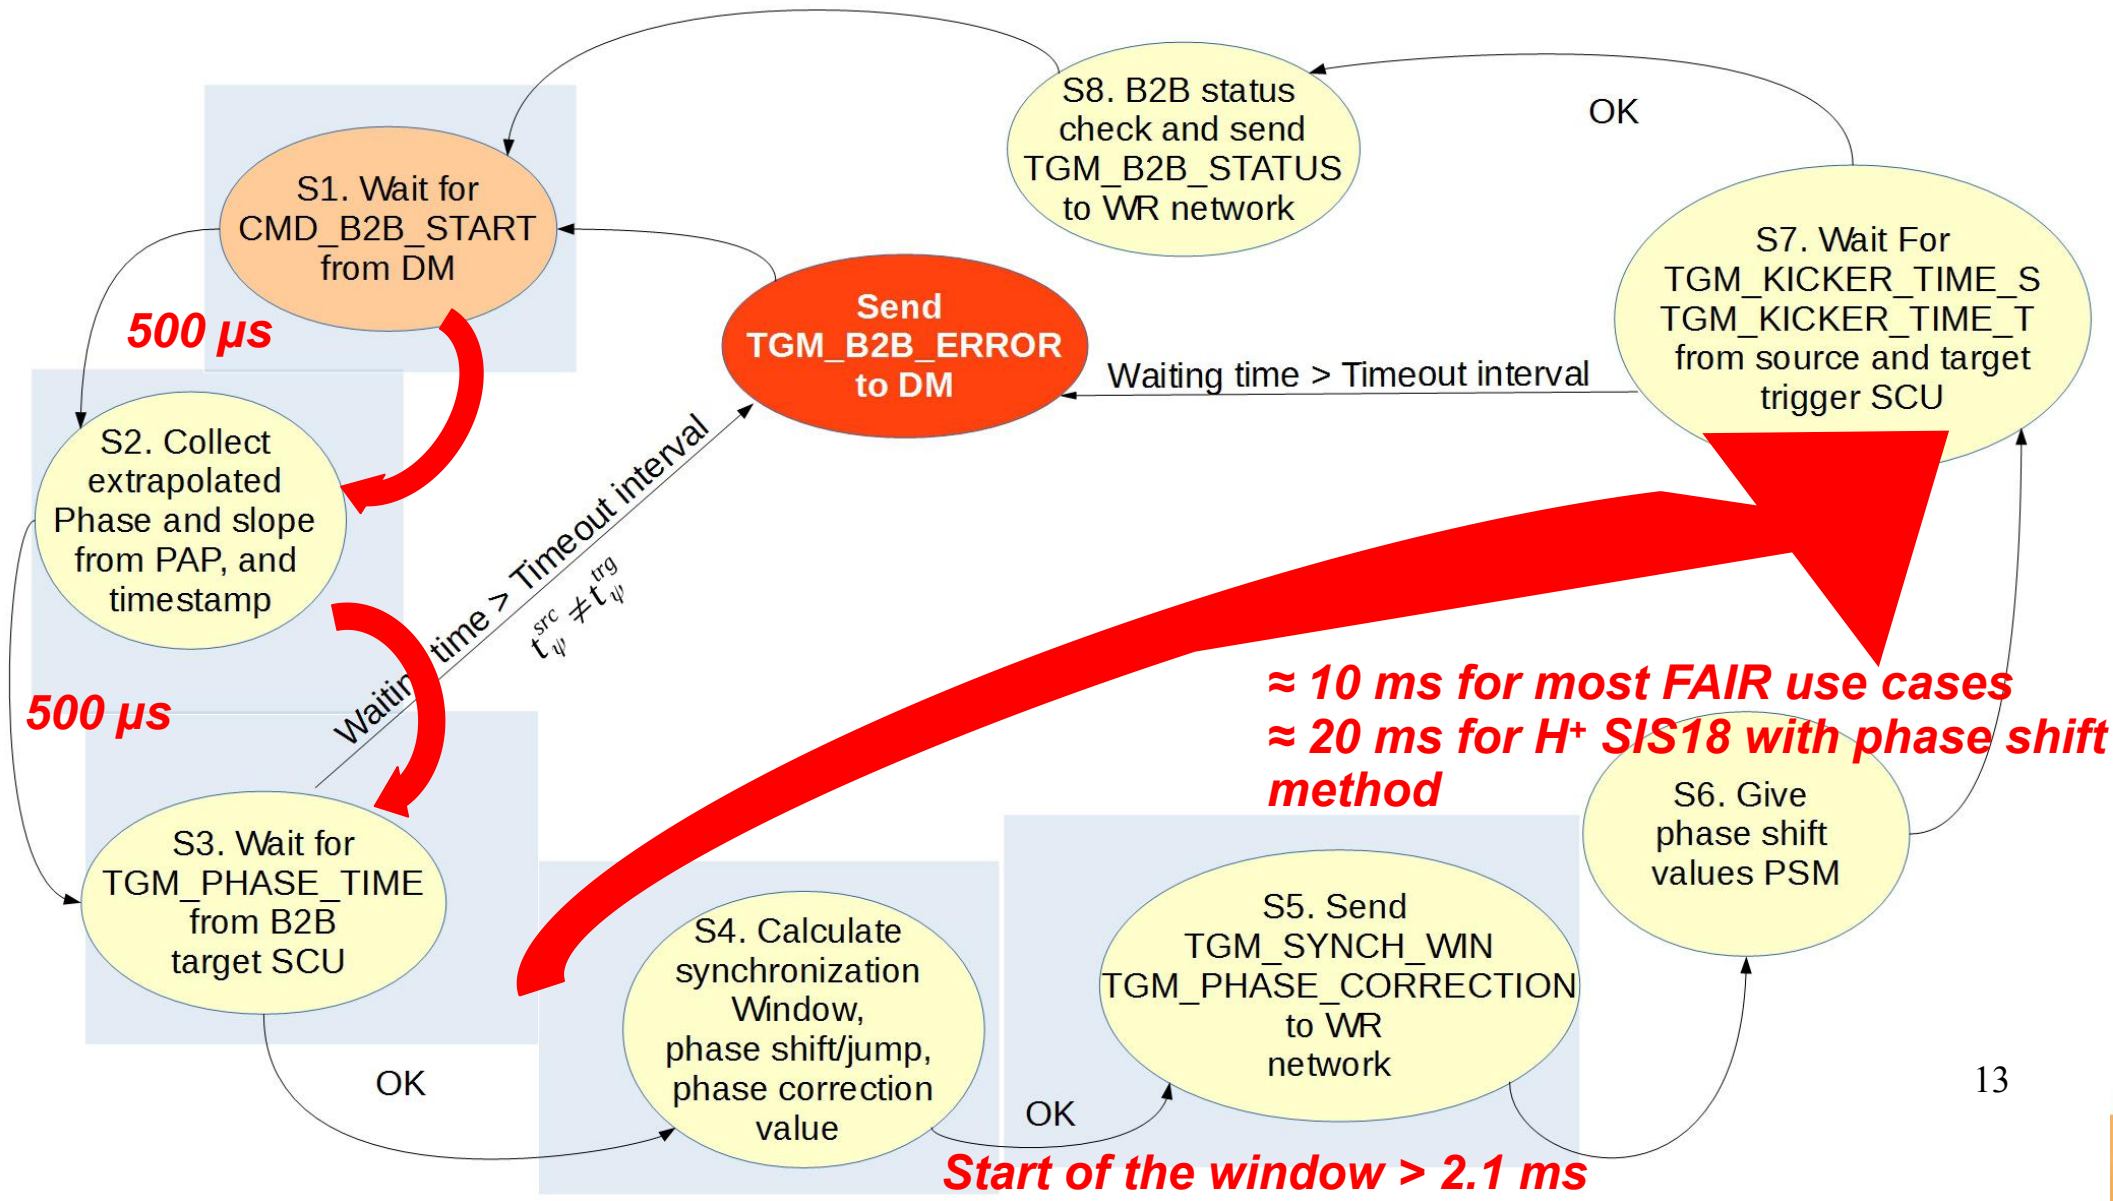 S1. Wait for
CMD_B2B_START
from DM
500 µs
S2. Collect
extrapolated
Phase and slope
from PAP, and
timestamp
500 µs
S3. Wait for
TGM_PHASE_TIME
from B2B
target SCU
OK
Waiting time > Timeout interval
t_ψ^src ≠ t_ψ^trg
Send
TGM_B2B_ERROR
to DM
S4. Calculate
synchronization
Window,
phase shift/jump,
phase correction
value
OK
S5. Send
TGM_SYNCH_WIN
TGM_PHASE_CORRECTION
to WR
network
Start of the window > 2.1 ms
S6. Give
phase shift
values PSM
≈ 10 ms for most FAIR use cases
≈ 20 ms for H⁺ SIS18 with phase shift
method
S7. Wait For
TGM_KICKER_TIME_S
TGM_KICKER_TIME_T
from source and target
trigger SCU
Waiting time > Timeout interval
OK
S8. B2B status
check and send
TGM_B2B_STATUS
to WR network
13